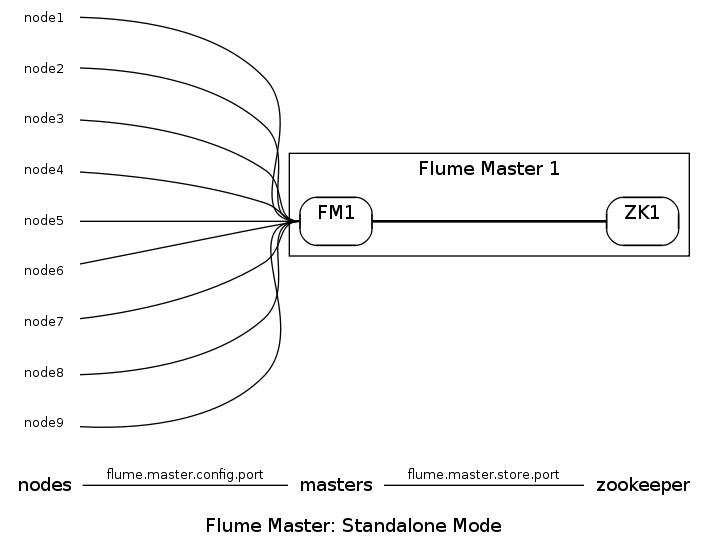 node1
node2
node3
node4
node5
node6
node7
node8
node9
Flume Master 1
FM1
ZK1
nodes flume.master.config.port masters flume.master.store.port zookeeper
Flume Master: Standalone Mode